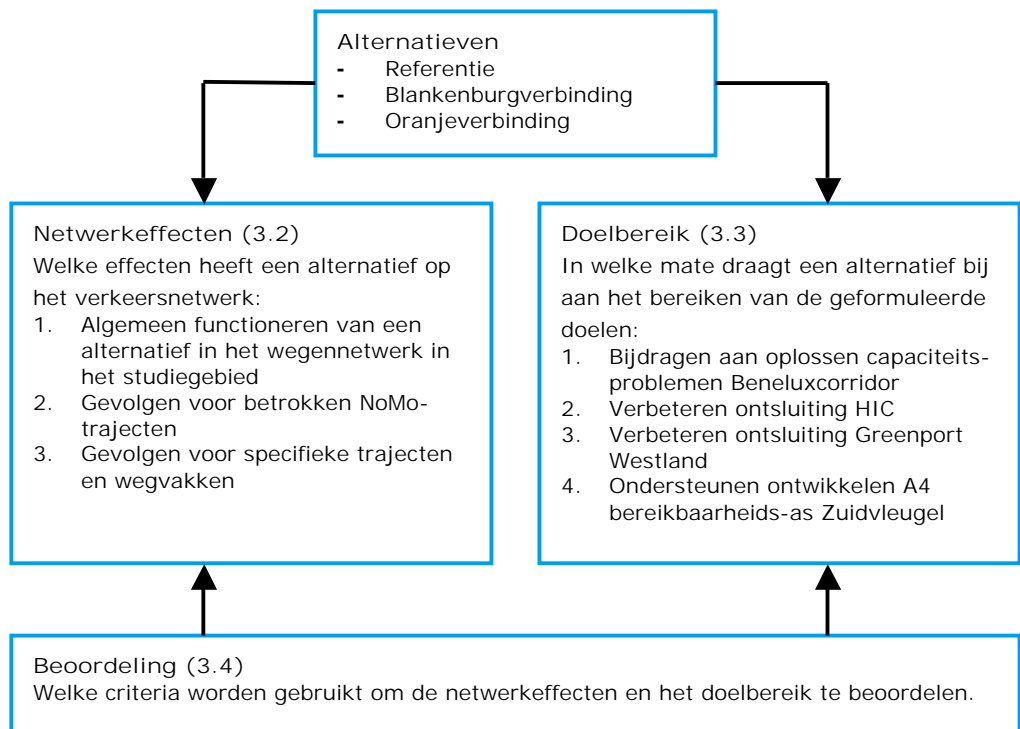 Alternatieven
- Referentie
- Blankenburgverbinding
- Oranjeverbinding
Netwerkeffecten (3.2)
Welke effecten heeft een alternatief op
het verkeersnetwerk:
1. Algemeen functioneren van een
alternatief in het wegennetwerk in
het studiegebied
2. Gevolgen voor betrokken NoMo-
trajecten
3. Gevolgen voor specifieke trajecten
en wegvakken
Doelbereik (3.3)
In welke mate draagt een alternatief bij
aan het bereiken van de geformuleerde
doelen:
1. Bijdragen aan oplossen capaciteits-
problemen Beneluxcorridor
2. Verbeteren ontsluiting HIC
3. Verbeteren ontsluiting Greenport
Westland
4. Ondersteunen ontwikkelen A4
bereikbaarheids-as Zuidvleugel
Beoordeling (3.4)
Welke criteria worden gebruikt om de netwerkeffecten en het doelbereik te beoordelen.